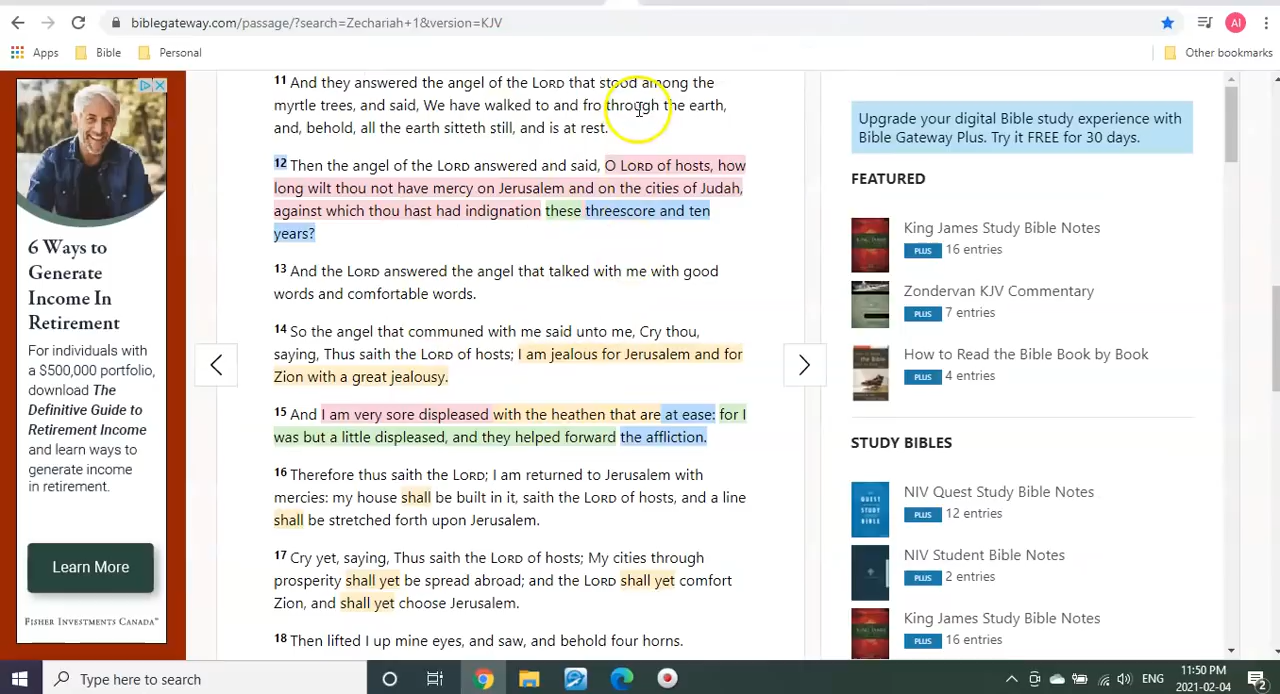 biblegateway.com/passage/?search=Zechariah+1&version=KJV
AI
Apps
Bible
Personal
Other bookmarks
6 Ways to
Generate
Income In
Retirement
For individuals with
a $500,000 portfolio,
download The
Definitive Guide to
Retirement Income
and learn ways to
generate income
in retirement.
Learn More
FISHER INVESTMENTS CANADA™
11 And they answered the angel of the LORD that stood among the
myrtle trees, and said, We have walked to and fro through the earth,
and, behold, all the earth sitteth still, and is at rest.
12 Then the angel of the LORD answered and said, O LORD of hosts, how
long wilt thou not have mercy on Jerusalem and on the cities of Judah,
against which thou hast had indignation these threescore and ten
years?
13 And the LORD answered the angel that talked with me with good
words and comfortable words.
14 So the angel that communed with me said unto me, Cry thou,
saying, Thus saith the LORD of hosts; I am jealous for Jerusalem and for
Zion with a great jealousy.
15 And I am very sore displeased with the heathen that are at ease: for I
was but a little displeased, and they helped forward the affliction.
16 Therefore thus saith the LORD; I am returned to Jerusalem with
mercies: my house shall be built in it, saith the LORD of hosts, and a line
shall be stretched forth upon Jerusalem.
17 Cry yet, saying, Thus saith the LORD of hosts; My cities through
prosperity shall yet be spread abroad; and the LORD shall yet comfort
Zion, and shall yet choose Jerusalem.
18 Then lifted I up mine eyes, and saw, and behold four horns.
Upgrade your digital Bible study experience with
Bible Gateway Plus. Try it FREE for 30 days.
FEATURED
King James Study Bible Notes
PLUS 16 entries
Zondervan KJV Commentary
PLUS 7 entries
How to Read the Bible Book by Book
PLUS 4 entries
STUDY BIBLES
NIV Quest Study Bible Notes
PLUS 12 entries
NIV Student Bible Notes
PLUS 2 entries
King James Study Bible Notes
PLUS 16 entries
Type here to search
ENG
11:50 PM
2021-02-04
2